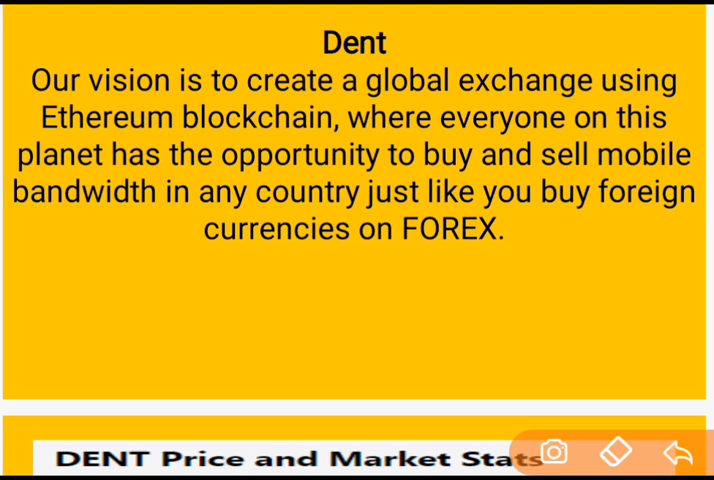 Dent
Our vision is to create a global exchange using
Ethereum blockchain, where everyone on this
planet has the opportunity to buy and sell mobile
bandwidth in any country just like you buy foreign
currencies on FOREX.
DENT Price and Market Stats